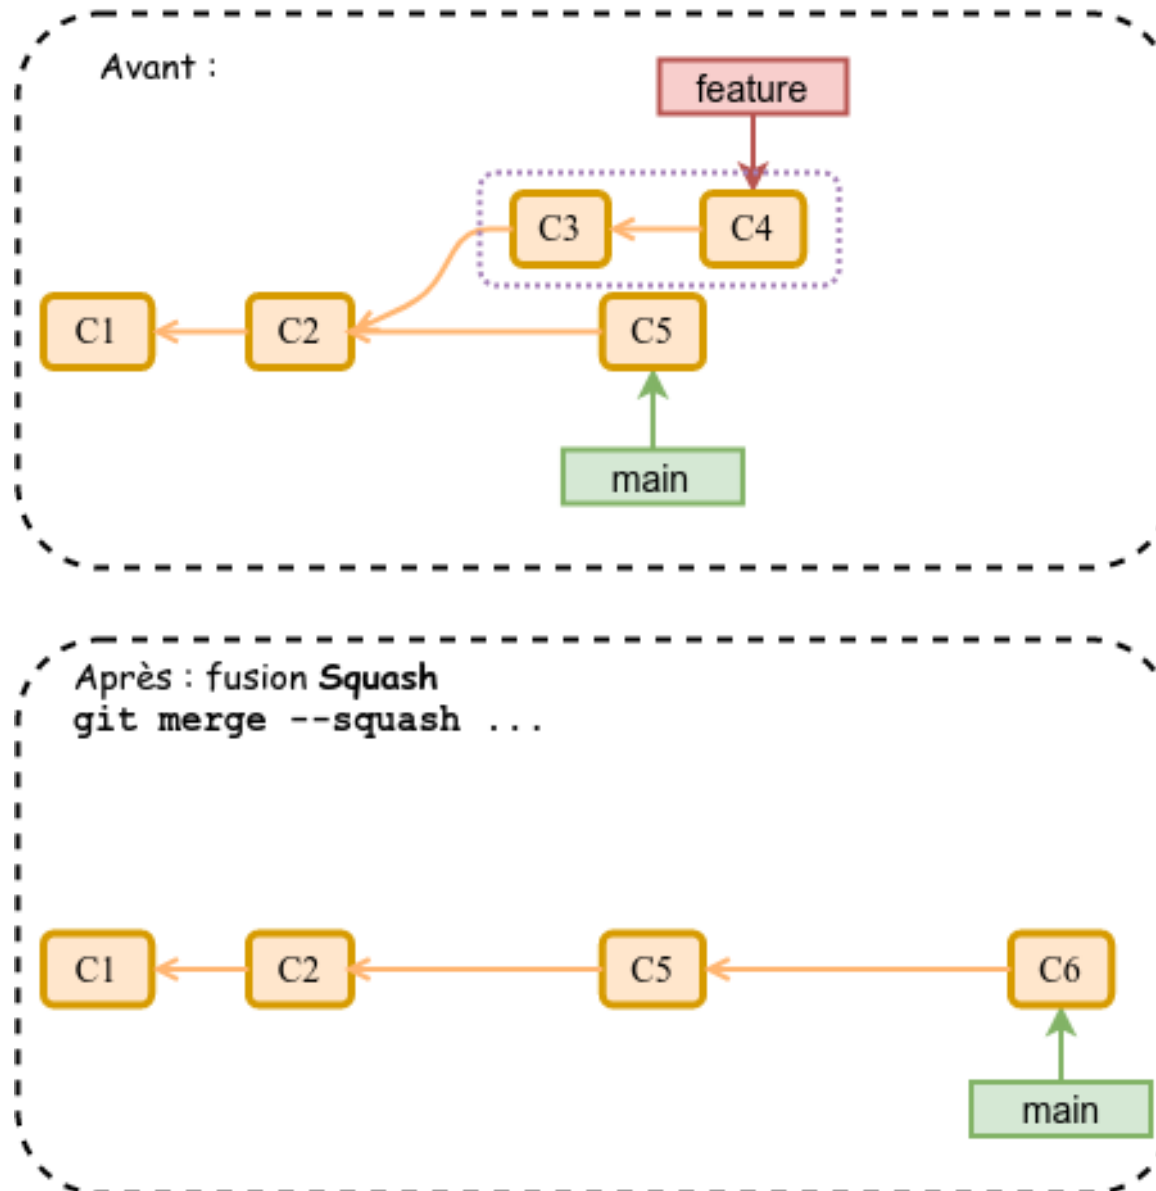 Avant :
feature
C3 C4
C1 C2 C5
main
Après : fusion Squash
git merge --squash ...
C1 C2 C5 C6
main